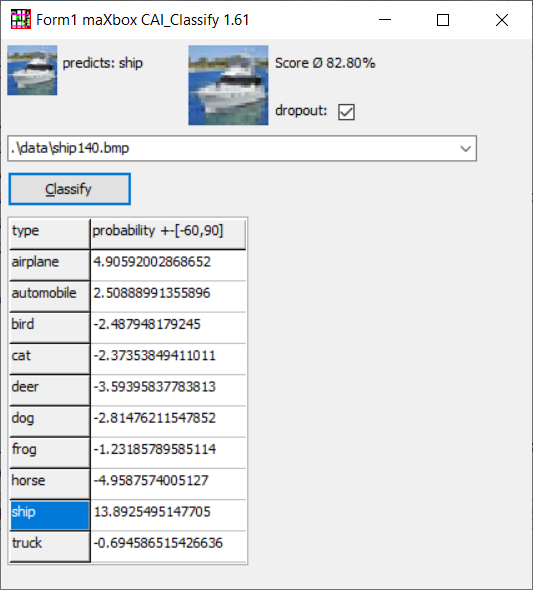 Form1 maXbox CAI_Classify 1.61
predicts: ship
Score Ø 82.80%
dropout:
.\data\ship140.bmp
Classify
type probability +-[-60,90]
airplane 4.90592002868652
automobile 2.50888991355896
bird -2.487948179245
cat -2.37353849411011
deer -3.59395837783813
dog -2.81476211547852
frog -1.23185789585114
horse -4.9587574005127
ship 13.8925495147705
truck -0.694586515426636